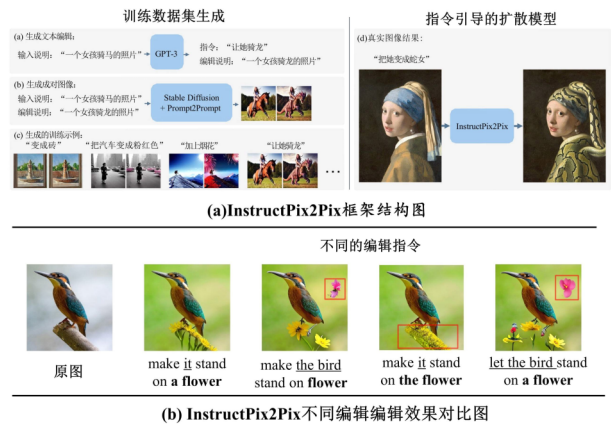 训练数据集生成
(a) 生成文本编辑:
输入说明: “一个女孩骑马的照片”
GPT-3
指令: “让她骑龙”
编辑说明: “一个女孩骑龙的照片”
(b) 生成成对图像:
输入说明: “一个女孩骑马的照片”
编辑说明: “一个女孩骑龙的照片”
Stable Diffusion
+ Prompt2Prompt
(c) 生成的训练示例:
“变成砖”
“把汽车变成粉红色”
“加上烟花”
“让她骑龙”
...
指令引导的扩散模型
(d)真实图像结果:
“把她变成蛇女”
InstructPix2Pix
(a)InstructPix2Pix框架结构图
不同的编辑指令
原图
make it stand
on a flower
make the bird
stand on flower
make it stand
on the flower
let the bird stand
on a flower
(b) InstructPix2Pix不同编辑编辑效果对比图